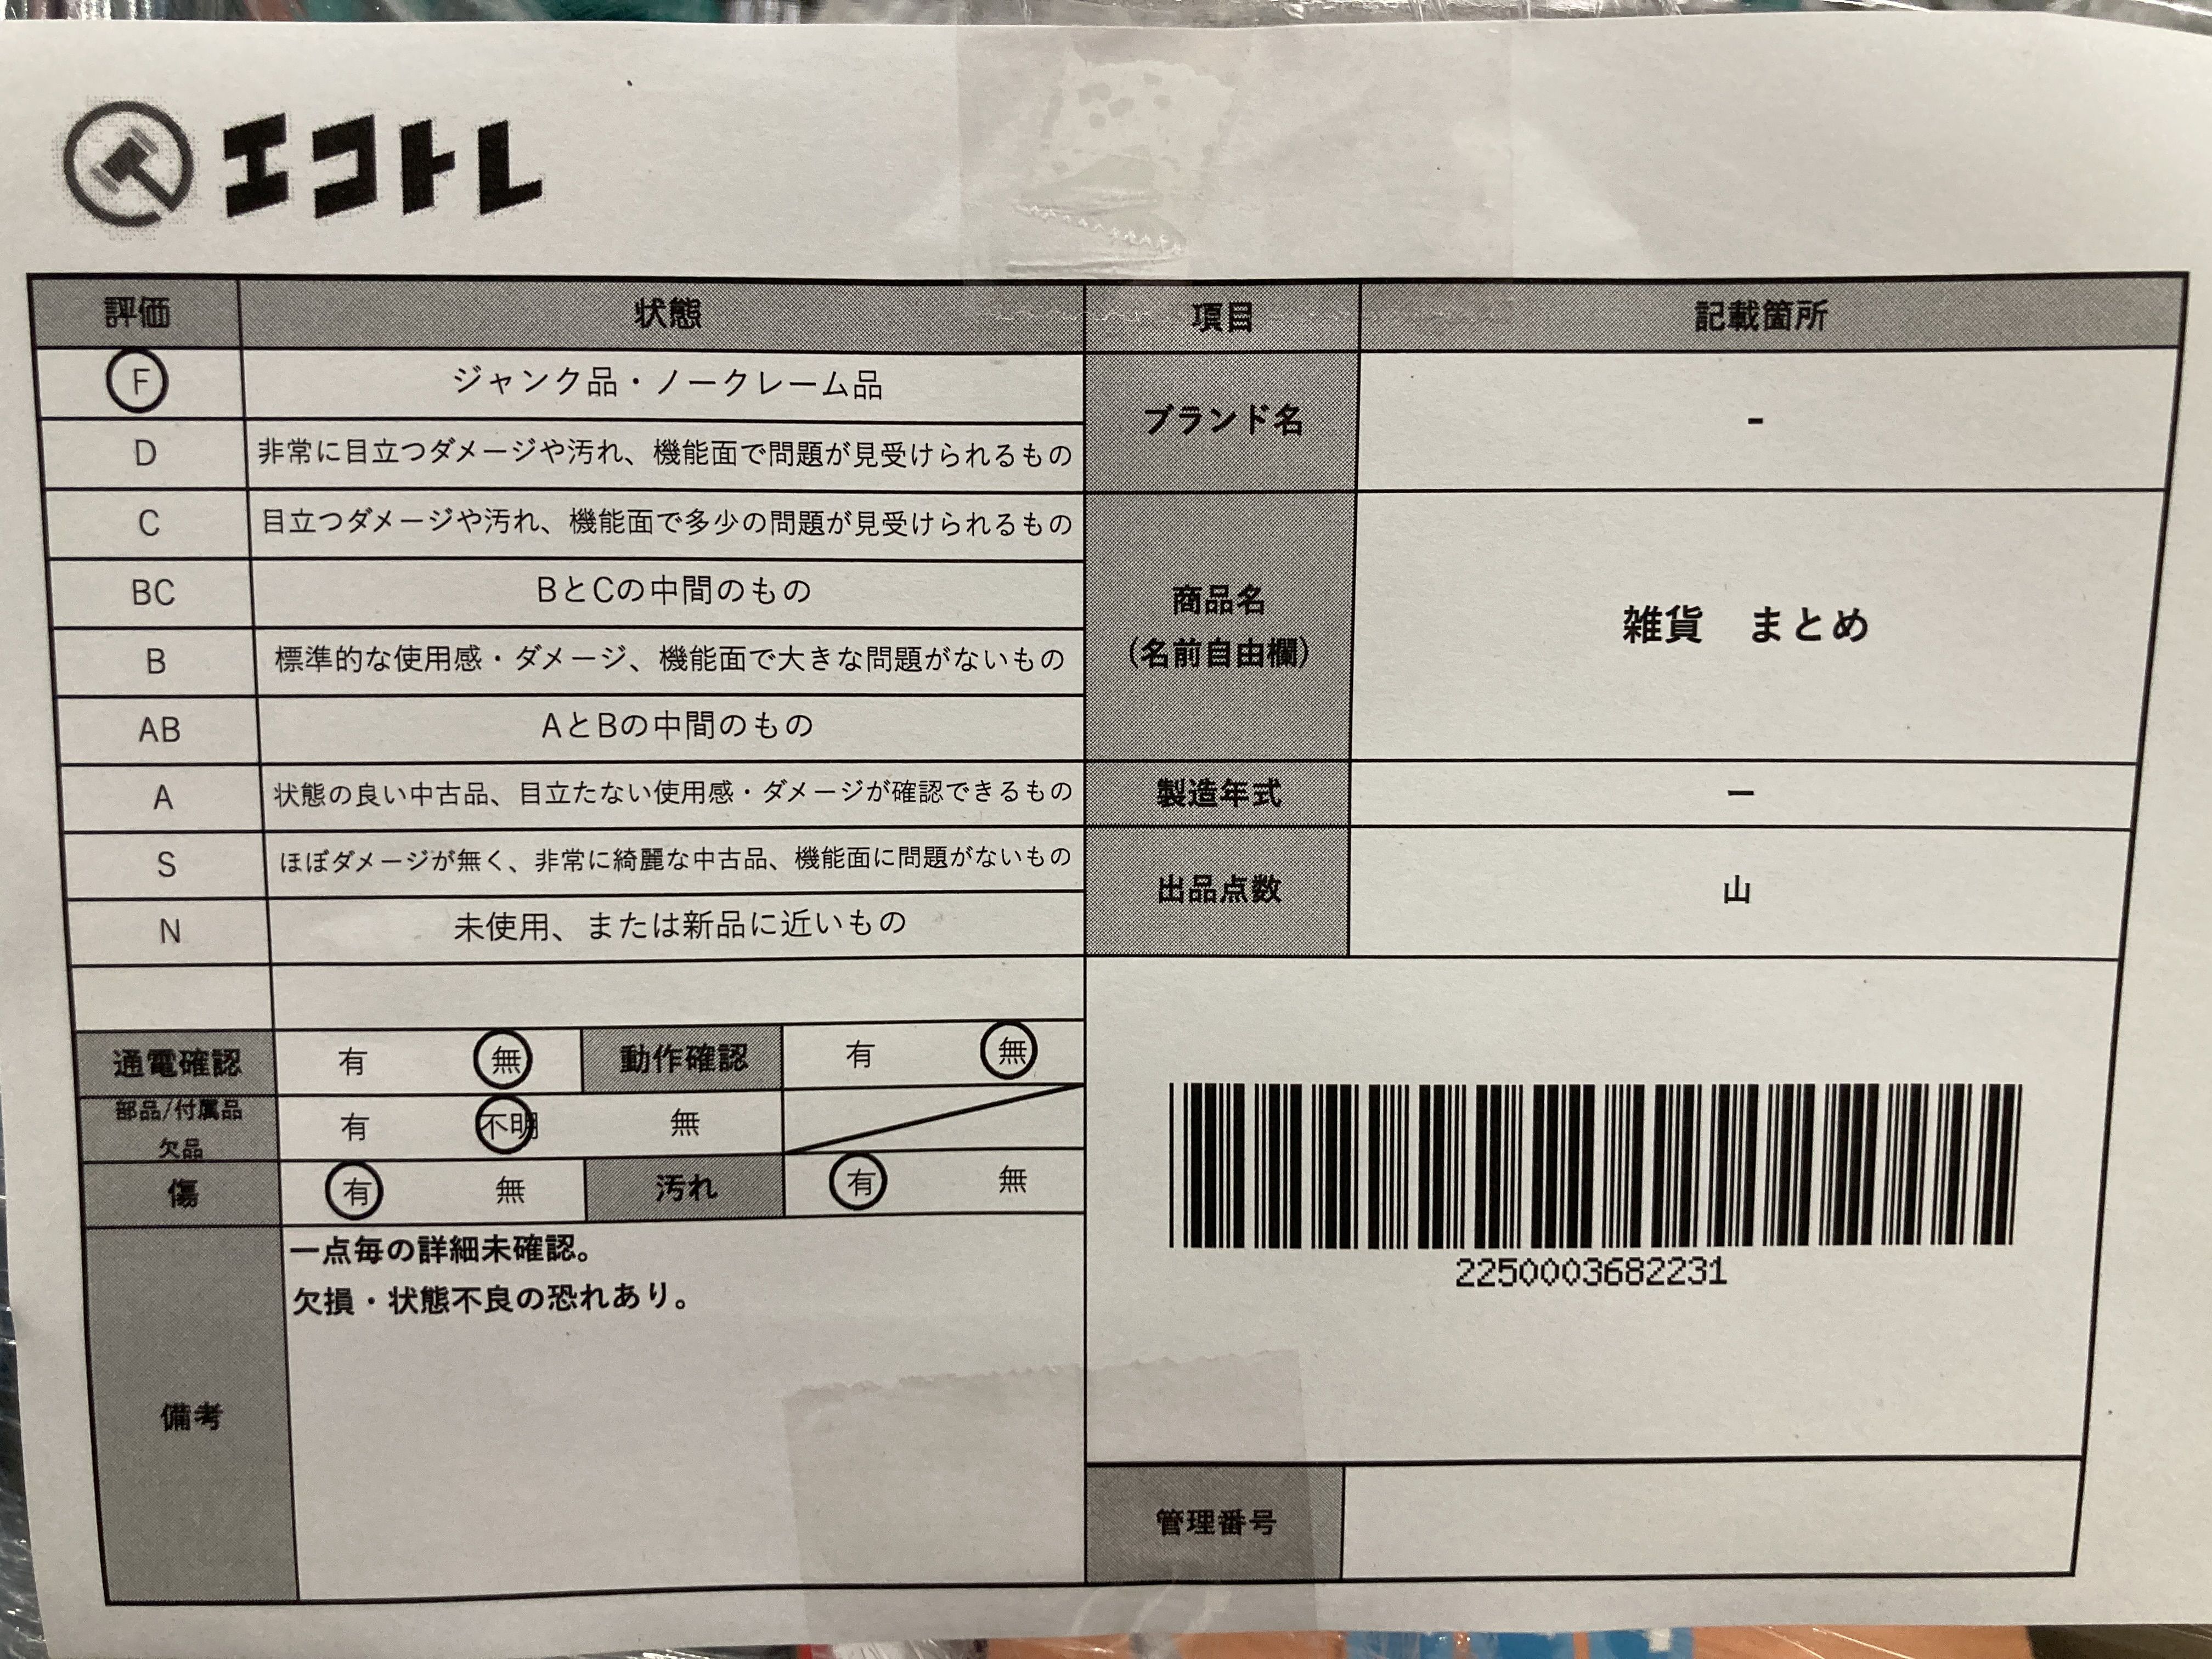 エコトレ
評価 状態 項目 記載箇所
F ジャンク品・ノークレーム品
D 非常に目立つダメージや汚れ、機能面で問題が見受けられるもの
ブランド名 -
C 目立つダメージや汚れ、機能面で多少の問題が見受けられるもの
BC BとCの中間のもの
B 標準的な使用感・ダメージ、機能面で大きな問題がないもの
AB AとBの中間のもの
商品名
(名前自由欄)
雑貨　まとめ
A 状態の良い中古品、目立たない使用感・ダメージが確認できるもの
製造年式 ー
S ほぼダメージが無く、非常に綺麗な中古品、機能面に問題がないもの
N 未使用、または新品に近いもの
出品点数 山
通電確認 有 無 動作確認 有 無
部品/付属品
欠品
有 不明 無
傷 有 無 汚れ 有 無
備考
一点毎の詳細未確認。
欠損・状態不良の恐れあり。
2250003682231
管理番号